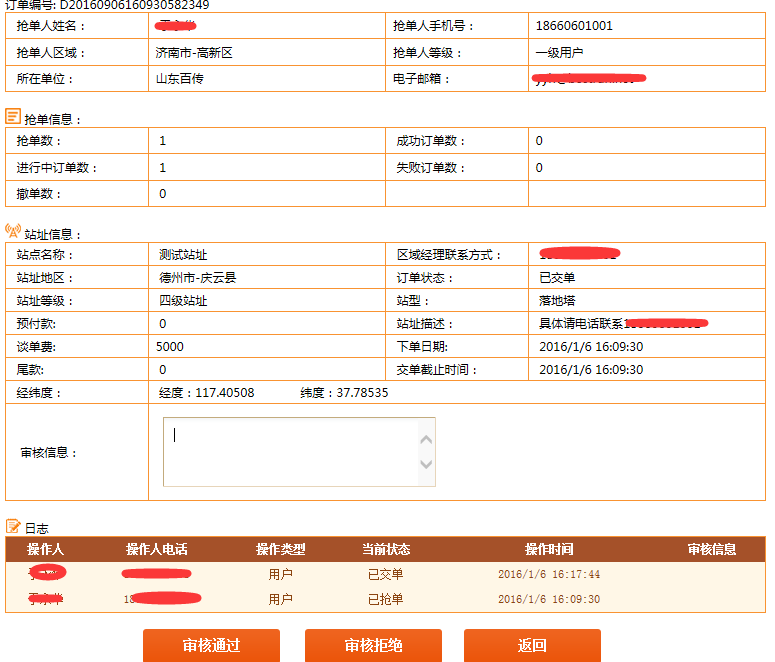 订单编号: D20160906160930582349
抢单人姓名： 抢单人手机号： 18660601001
抢单人区域： 济南市-高新区 抢单人等级： 一级用户
所在单位： 山东百传 电子邮箱：
抢单信息：
抢单数： 1 成功订单数： 0
进行中订单数： 1 失败订单数： 0
撤单数： 0
站址信息：
站点名称： 测试站址 区域经理联系方式：
站址地区： 德州市-庆云县 订单状态： 已交单
站址等级： 四级站址 站型： 落地塔
预付款: 0 站址描述： 具体请电话联系
谈单费: 5000 下单日期: 2016/1/6 16:09:30
尾款: 0 交单截止时间： 2016/1/6 16:09:30
经纬度： 经度：117.40508 纬度：37.78535
审核信息：
日志
操作人 操作人电话 操作类型 当前状态 操作时间 审核信息
用户 已交单 2016/1/6 16:17:44
18 用户 已抢单 2016/1/6 16:09:30
审核通过 审核拒绝 返回